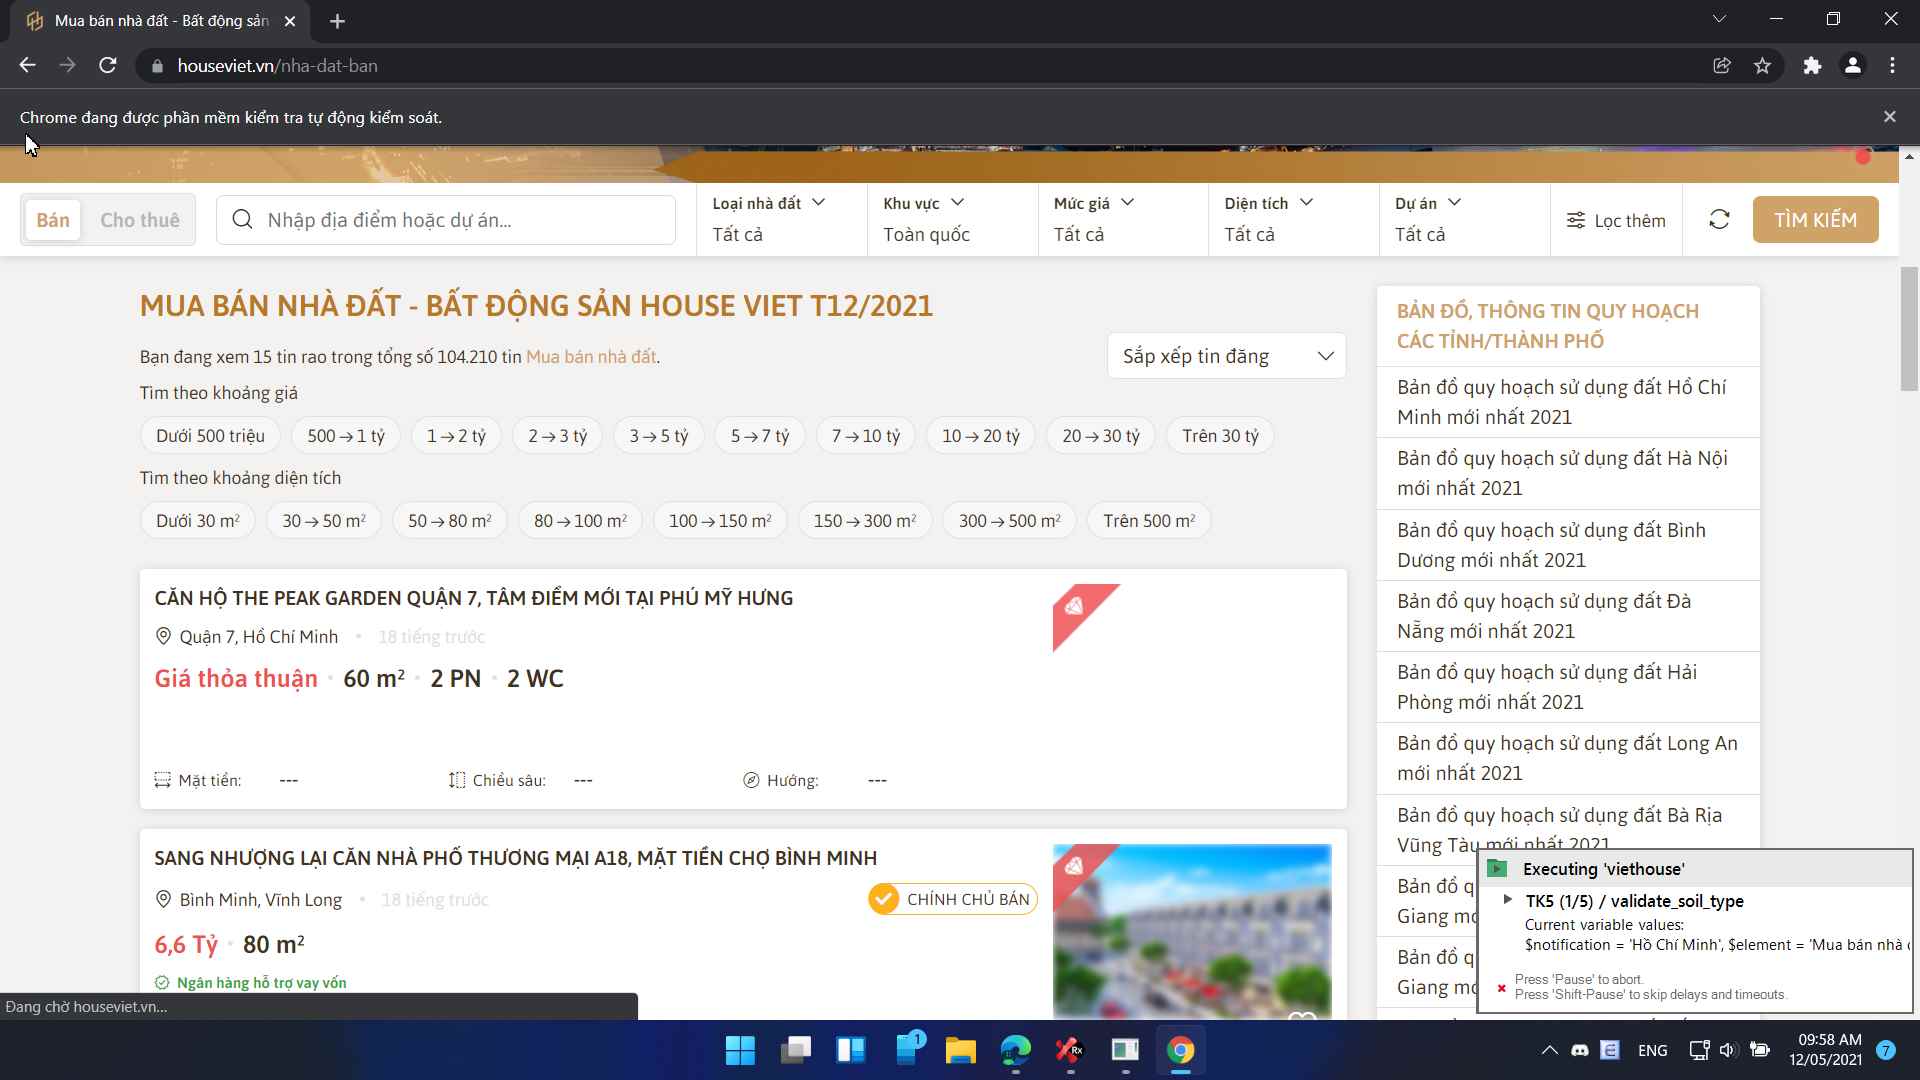 Mua bán nhà đất - Bất động sản
houseviet.vn/nha-dat-ban
Chrome đang được phần mềm kiểm tra tự động kiểm soát.
Bán
Cho thuê
Nhập địa điểm hoặc dự án...
Loại nhà đất
Tất cả
Khu vực
Toàn quốc
Mức giá
Tất cả
Diện tích
Tất cả
Dự án
Tất cả
Lọc thêm
TÌM KIẾM
MUA BÁN NHÀ ĐẤT - BẤT ĐỘNG SẢN HOUSE VIET T12/2021
Bạn đang xem 15 tin rao trong tổng số 104.210 tin Mua bán nhà đất.
Sắp xếp tin đăng
Tìm theo khoảng giá
Dưới 500 triệu
500 → 1 tỷ
1 → 2 tỷ
2 → 3 tỷ
3 → 5 tỷ
5 → 7 tỷ
7 → 10 tỷ
10 → 20 tỷ
20 → 30 tỷ
Trên 30 tỷ
Tìm theo khoảng diện tích
Dưới 30 m²
30 → 50 m²
50 → 80 m²
80 → 100 m²
100 → 150 m²
150 → 300 m²
300 → 500 m²
Trên 500 m²
CĂN HỘ THE PEAK GARDEN QUẬN 7, TÂM ĐIỂM MỚI TẠI PHÚ MỸ HƯNG
Quận 7, Hồ Chí Minh • 18 tiếng trước
Giá thỏa thuận • 60 m² • 2 PN • 2 WC
Mặt tiền: ---
Chiều sâu: ---
Hướng: ---
SANG NHƯỢNG LẠI CĂN NHÀ PHỐ THƯƠNG MẠI A18, MẶT TIỀN CHỢ BÌNH MINH
Bình Minh, Vĩnh Long • 18 tiếng trước
CHÍNH CHỦ BÁN
6,6 Tỷ • 80 m²
Ngân hàng hỗ trợ vay vốn
BẢN ĐỒ, THÔNG TIN QUY HOẠCH
CÁC TỈNH/THÀNH PHỐ
Bản đồ quy hoạch sử dụng đất Hồ Chí
Minh mới nhất 2021
Bản đồ quy hoạch sử dụng đất Hà Nội
mới nhất 2021
Bản đồ quy hoạch sử dụng đất Bình
Dương mới nhất 2021
Bản đồ quy hoạch sử dụng đất Đà
Nẵng mới nhất 2021
Bản đồ quy hoạch sử dụng đất Hải
Phòng mới nhất 2021
Bản đồ quy hoạch sử dụng đất Long An
mới nhất 2021
Bản đồ quy hoạch sử dụng đất Bà Rịa
Vũng Tàu mới nhất 2021
Bản đồ
Giang
Bản đồ
Giang
Executing 'viethouse'
TK5 (1/5) / validate_soil_type
Current variable values:
$notification = 'Hồ Chí Minh', $element = 'Mua bán nhà
Press 'Pause' to abort.
Press 'Shift-Pause' to skip delays and timeouts.
Đang chờ houseviet.vn...
1
Rx
ENG
09:58 AM
12/05/2021
7